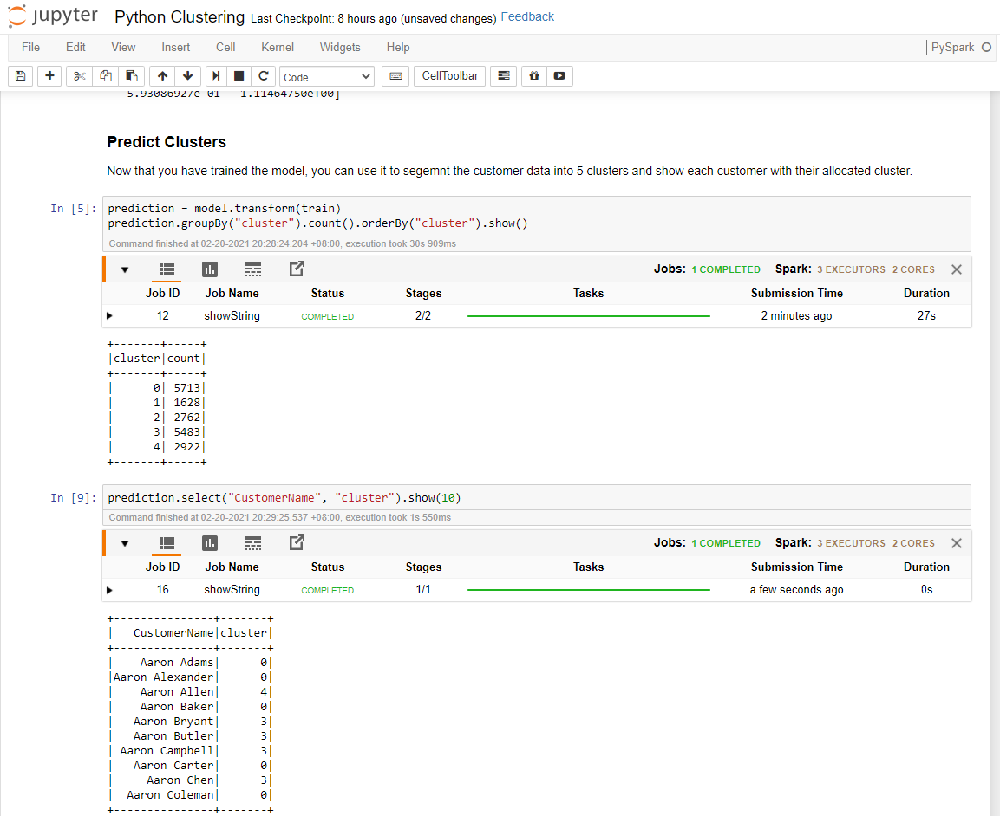 jupyter Python Clustering Last Checkpoint: 8 hours ago (unsaved changes) Feedback
File Edit View Insert Cell Kernel Widgets Help PySpark
Code CellToolbar
5.93086927e-01 1.11464750e+00]
Predict Clusters
Now that you have trained the model, you can use it to segemnt the customer data into 5 clusters and show each customer with their allocated cluster.
In [5]: prediction = model.transform(train)
prediction.groupBy("cluster").count().orderBy("cluster").show()
Command finished at 02-20-2021 20:28:24.204 +08:00, execution took 30s 909ms
Jobs: 1 COMPLETED Spark: 3 EXECUTORS 2 CORES
Job ID Job Name Status Stages Tasks Submission Time Duration
12 showString COMPLETED 2/2 2 minutes ago 27s
+-------+-----+
|cluster|count|
+-------+-----+
|      0| 5713|
|      1| 1628|
|      2| 2762|
|      3| 5483|
|      4| 2922|
+-------+-----+
In [9]: prediction.select("CustomerName", "cluster").show(10)
Command finished at 02-20-2021 20:29:25.537 +08:00, execution took 1s 550ms
Jobs: 1 COMPLETED Spark: 3 EXECUTORS 2 CORES
Job ID Job Name Status Stages Tasks Submission Time Duration
16 showString COMPLETED 1/1 a few seconds ago 0s
+---------------+-------+
|   CustomerName|cluster|
+---------------+-------+
|    Aaron Adams|      0|
|Aaron Alexander|      0|
|    Aaron Allen|      4|
|    Aaron Baker|      0|
|   Aaron Bryant|      3|
|   Aaron Butler|      3|
| Aaron Campbell|      3|
|   Aaron Carter|      0|
|     Aaron Chen|      3|
|  Aaron Coleman|      0|
+---------------+-------+